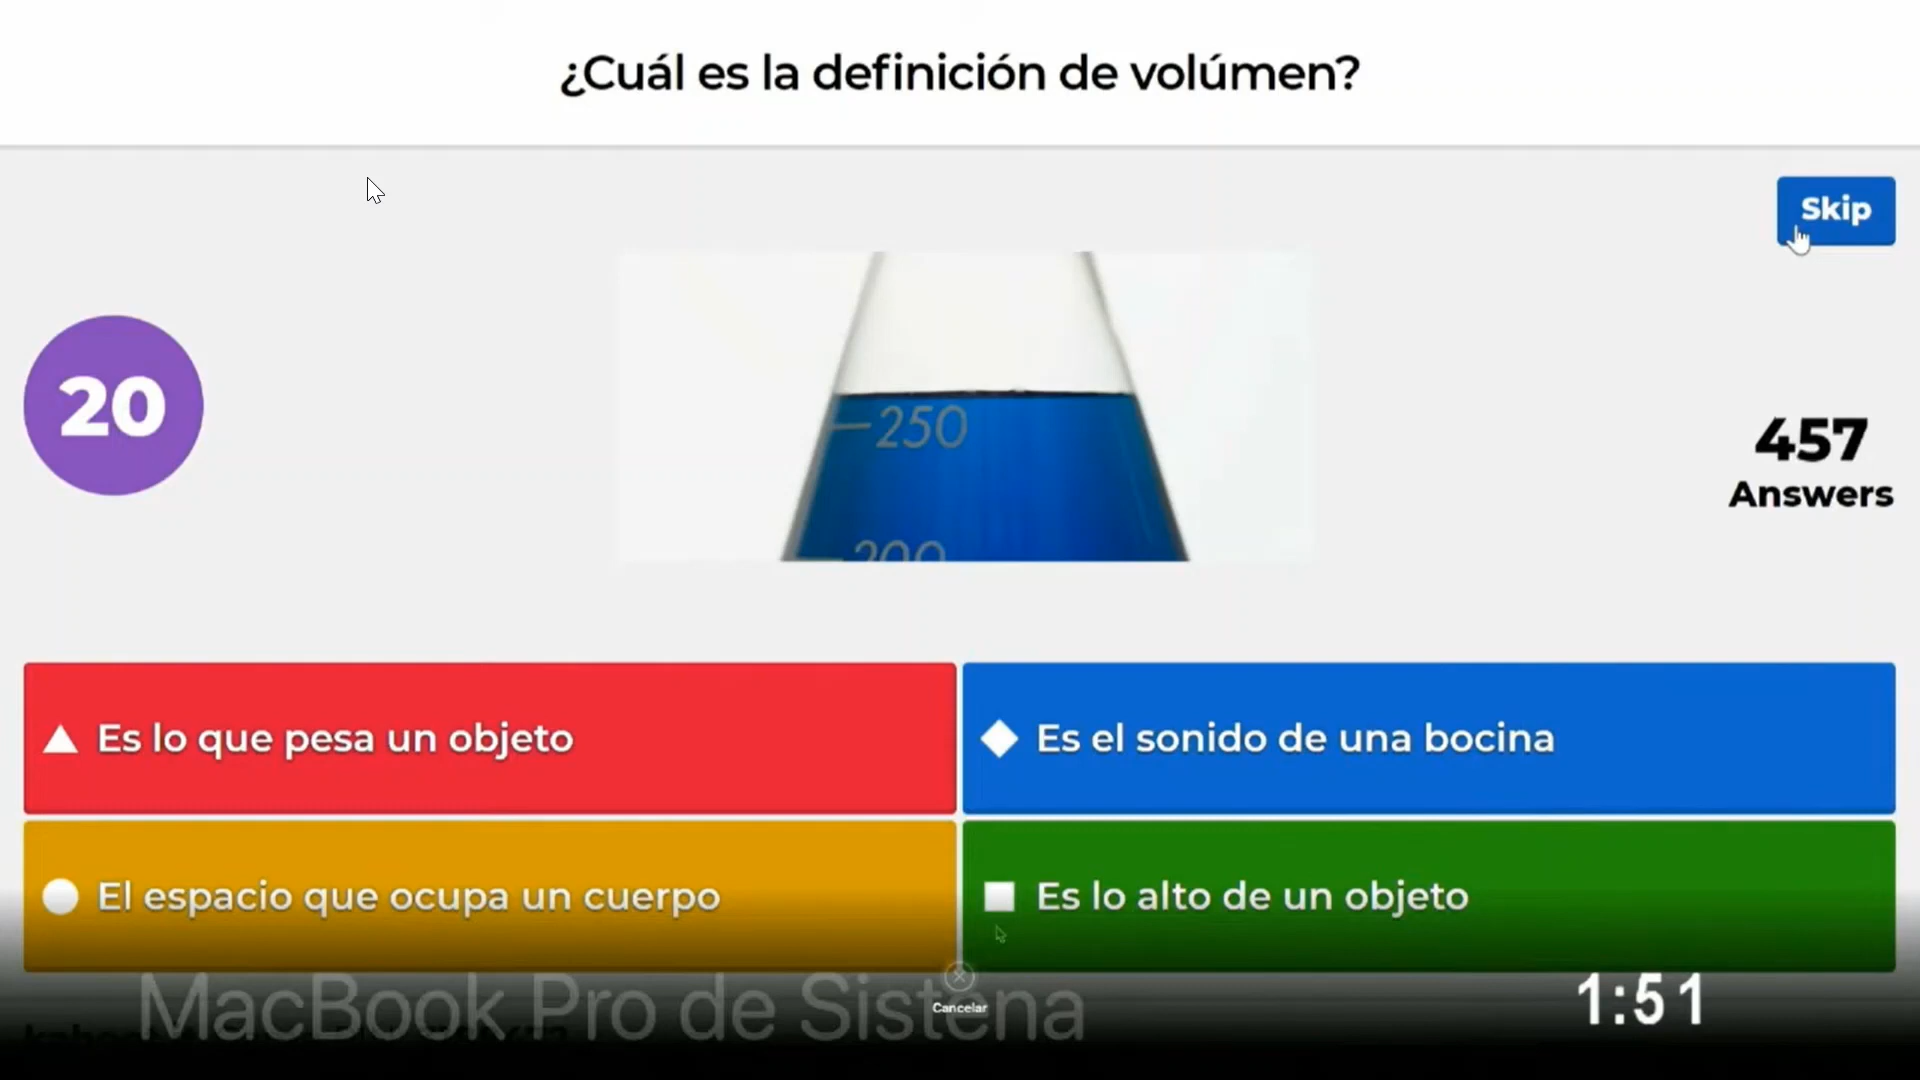 ¿Cuál es la definición de volúmen?
Skip
20
250
200
457
Answers
Es lo que pesa un objeto
Es el sonido de una bocina
El espacio que ocupa un cuerpo
Es lo alto de un objeto
MacBook Pro de Sistena
Cancelar
1:51